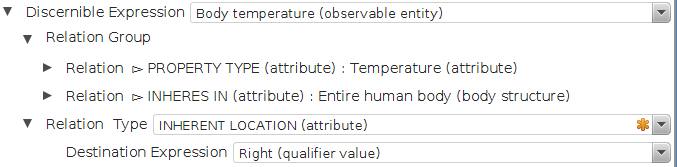 Discernible Expression Body temperature (observable entity)
Relation Group
Relation ▻ PROPERTY TYPE (attribute) : Temperature (attribute)
Relation ▻ INHERES IN (attribute) : Entire human body (body structure)
Relation Type INHERENT LOCATION (attribute)
Destination Expression Right (qualifier value)